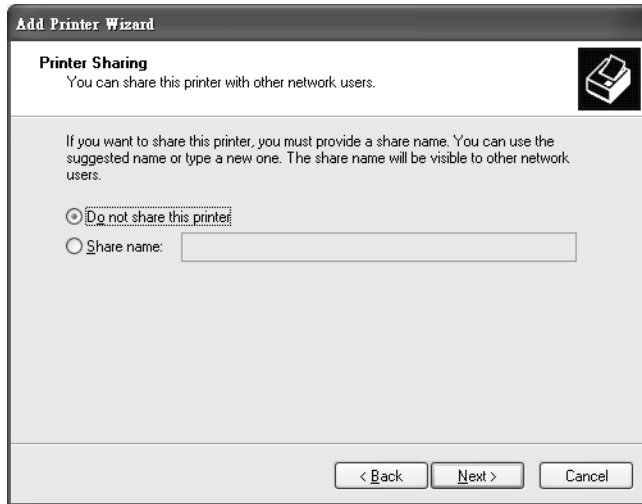 Add Printer Wizard
Printer Sharing
You can share this printer with other network users.
If you want to share this printer, you must provide a share name. You can use the
suggested name or type a new one. The share name will be visible to other network
users.
Do not share this printer
Share name:
< Back
Next >
Cancel